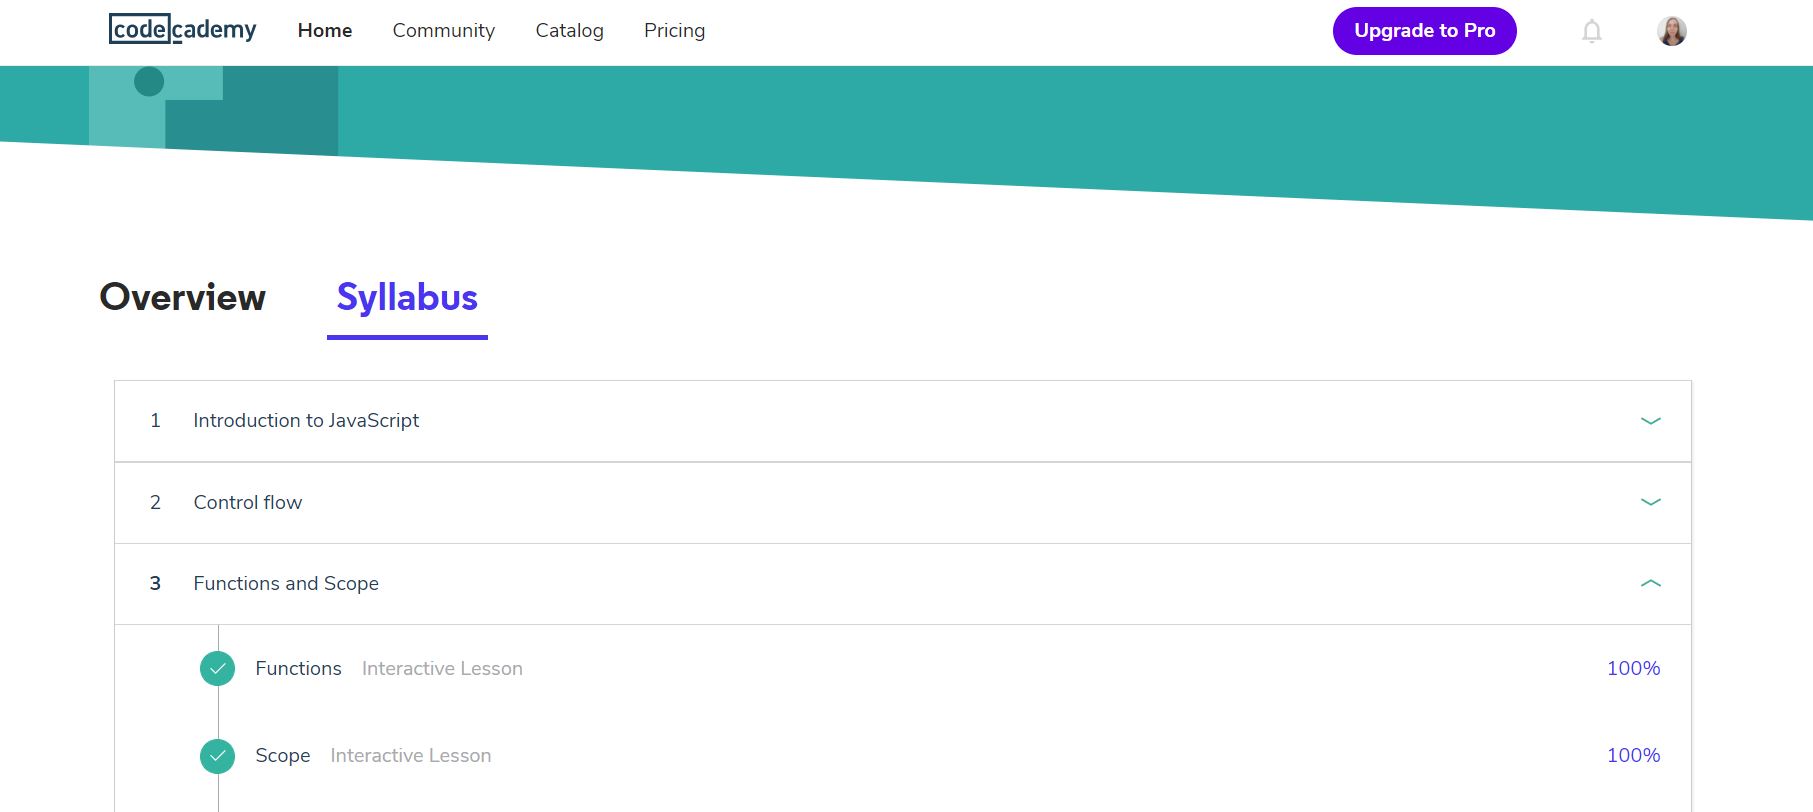 codecademy Home Community Catalog Pricing Upgrade to Pro
Overview Syllabus
1 Introduction to JavaScript
2 Control flow
3 Functions and Scope
Functions Interactive Lesson 100%
Scope Interactive Lesson 100%